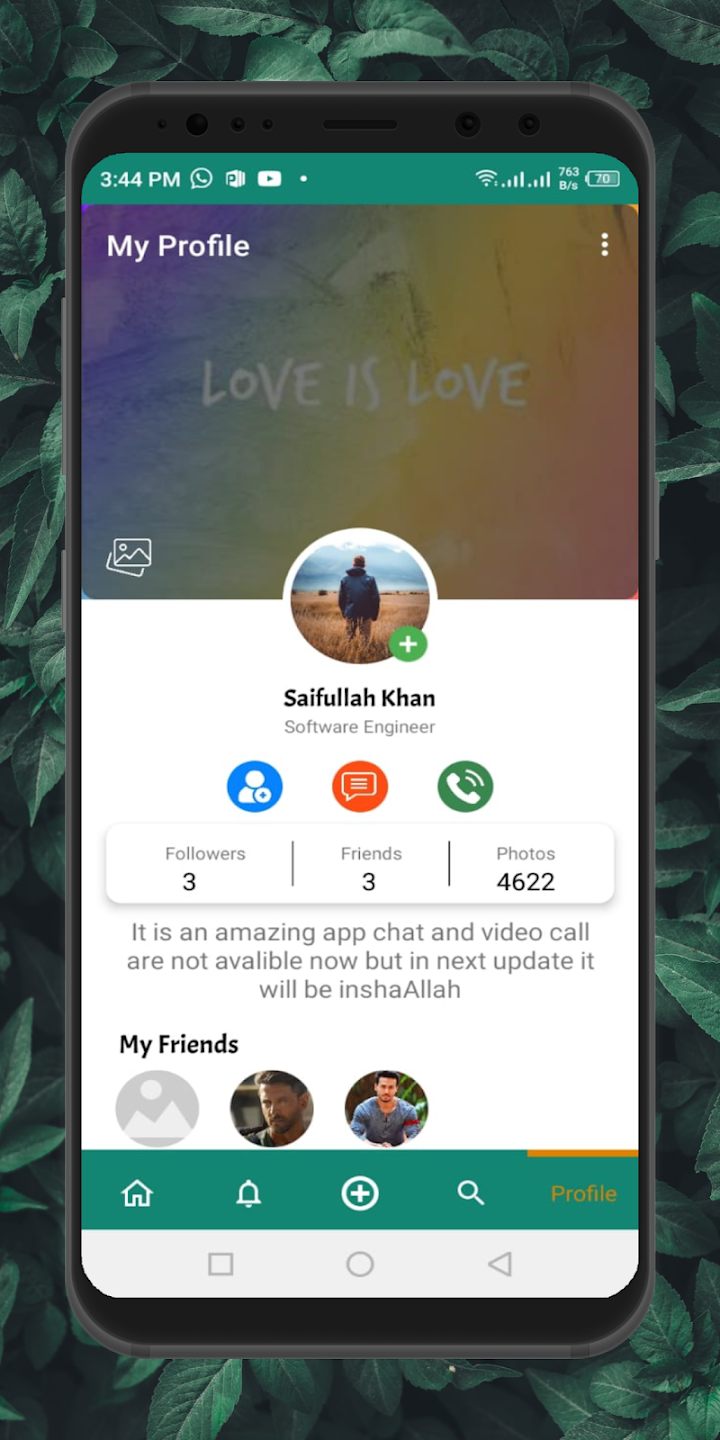 3:44 PM
763
B/s
70
My Profile
LOVE IS LOVE
Saifullah Khan
Software Engineer
Followers Friends Photos
3 3 4622
It is an amazing app chat and video call
are not avalible now but in next update it
will be inshaAllah
My Friends
Profile